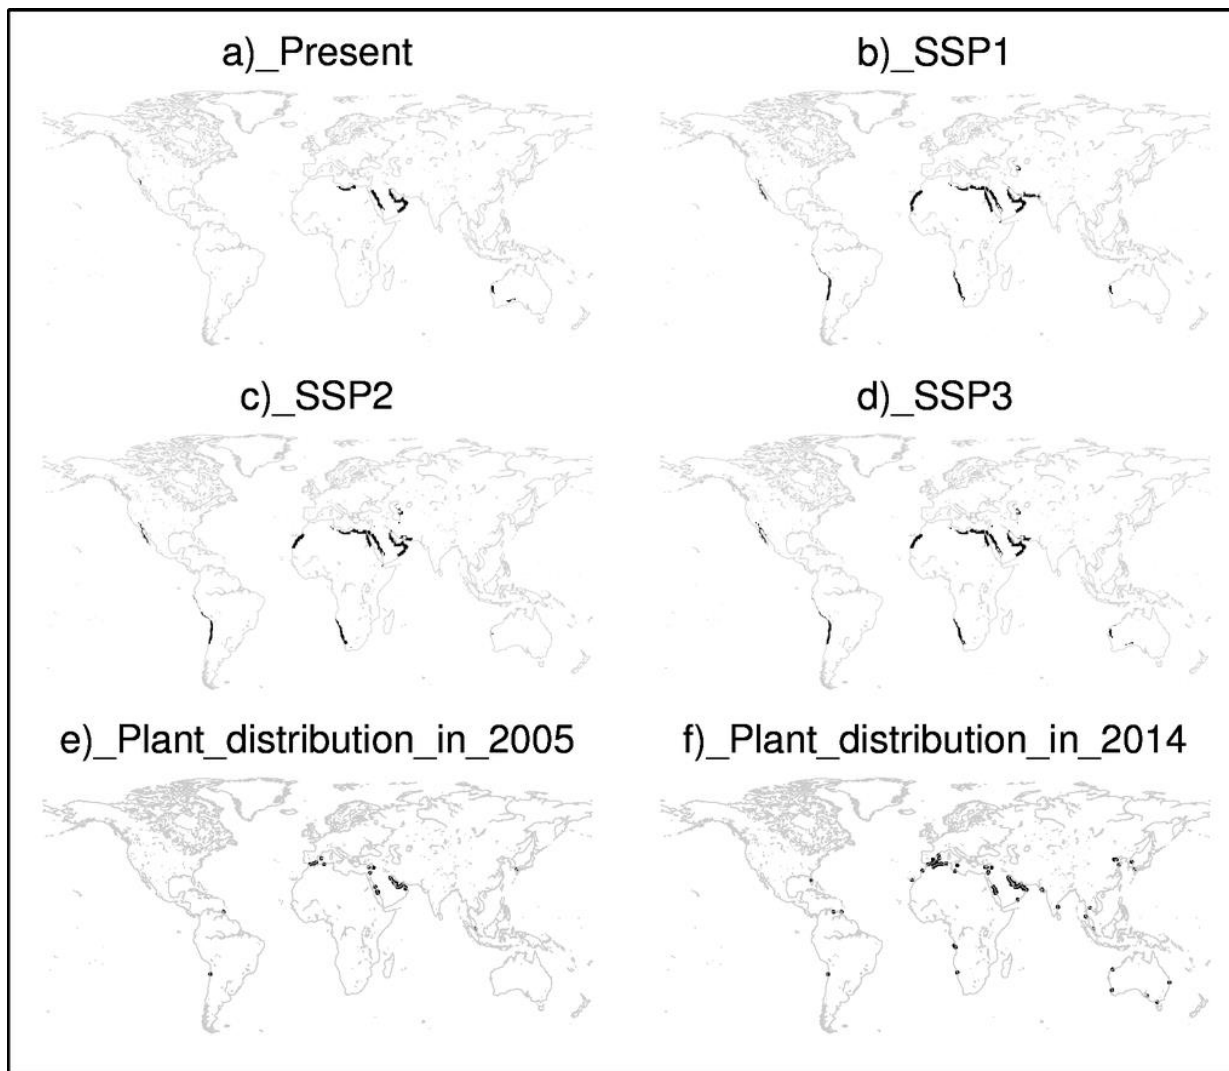 a)_Present
b)_SSP1
c)_SSP2
d)_SSP3
e)_Plant_distribution_in_2005
f)_Plant_distribution_in_2014